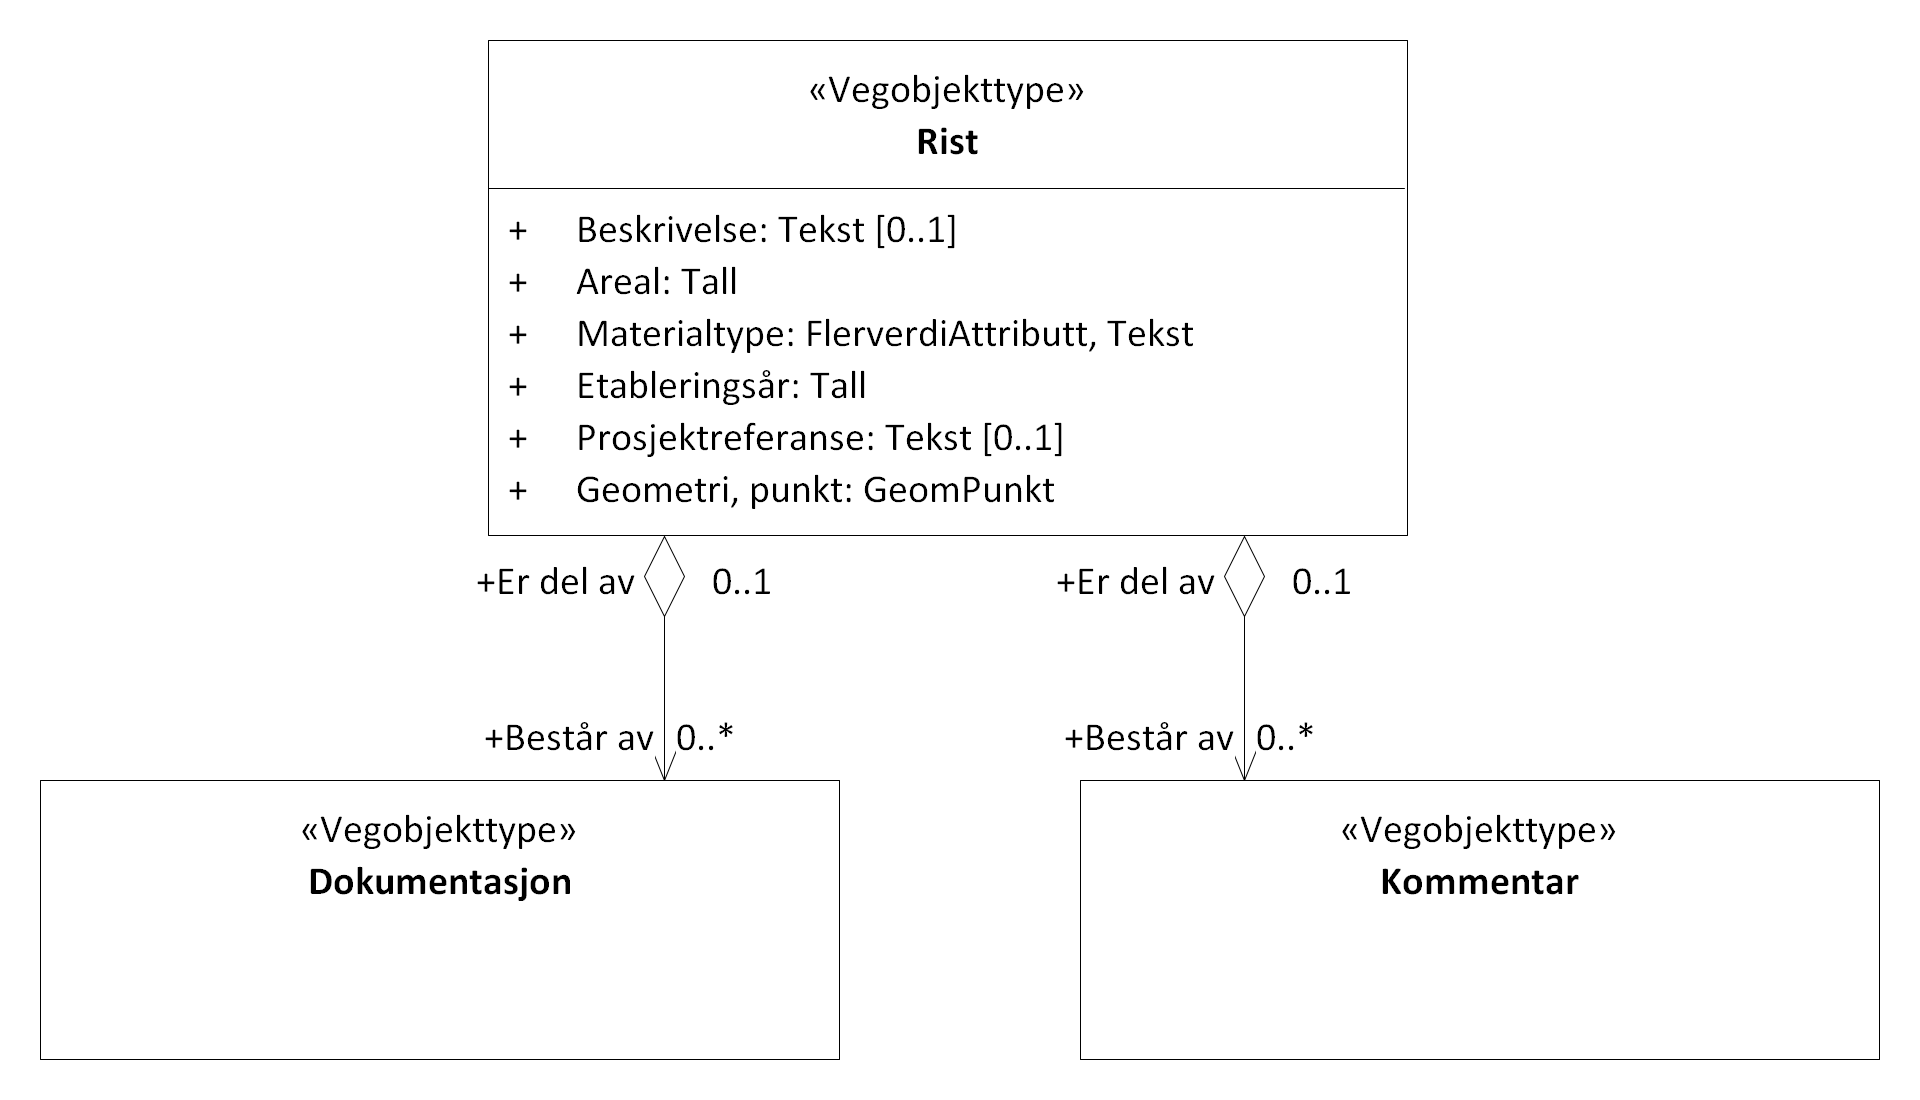 «Vegobjekttype»
Rist
+ Beskrivelse: Tekst [0..1]
+ Areal: Tall
+ Materialtype: FlerverdiAttributt, Tekst
+ Etableringsår: Tall
+ Prosjektreferanse: Tekst [0..1]
+ Geometri, punkt: GeomPunkt
+Er del av 0..1 +Er del av 0..1
+Består av 0..* +Består av 0..*
«Vegobjekttype» «Vegobjekttype»
Dokumentasjon Kommentar